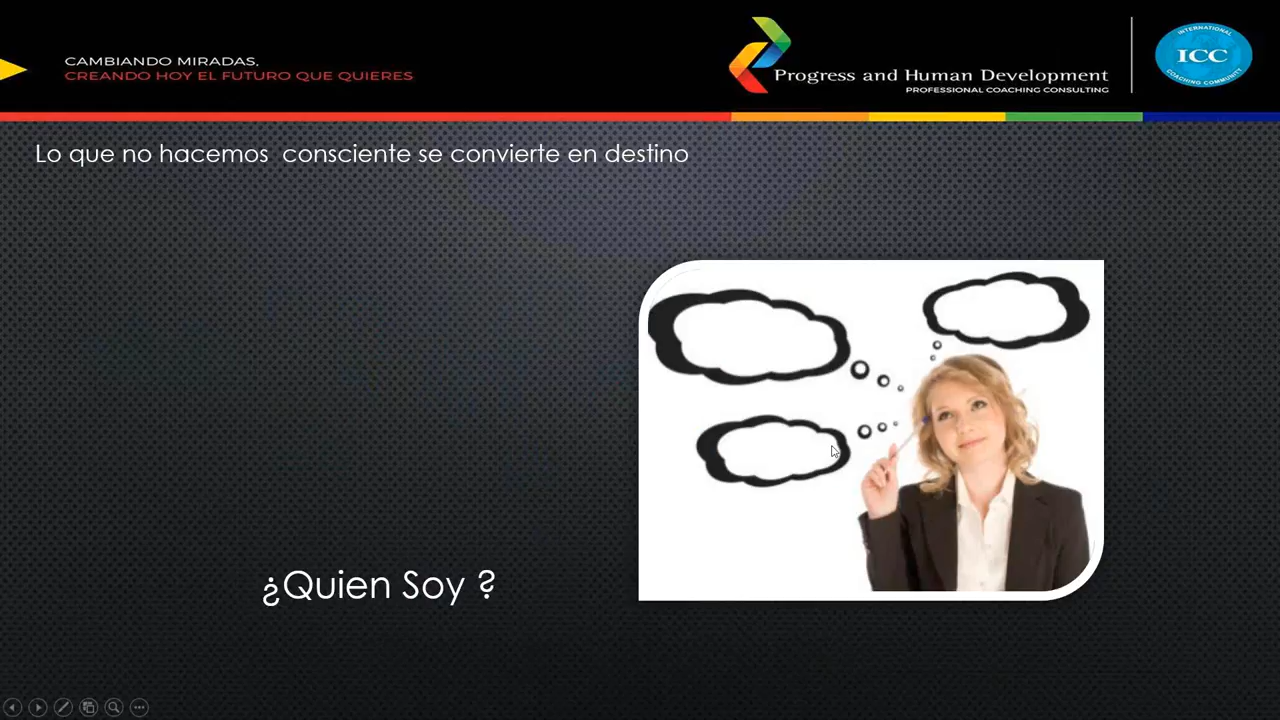 CAMBIANDO MIRADAS,
CREANDO HOY EL FUTURO QUE QUIERES
Progress and Human Development
PROFESSIONAL COACHING CONSULTING
INTERNATIONAL
ICC
COACHING COMMUNITY
Lo que no hacemos  consciente se convierte en destino
¿Quien Soy ?